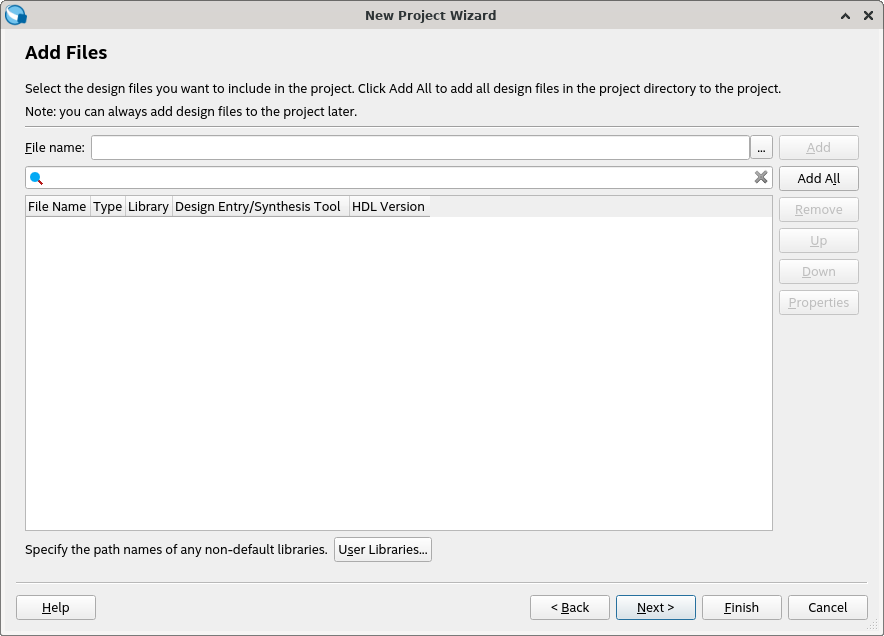 New Project Wizard
Add Files
Select the design files you want to include in the project. Click Add All to add all design files in the project directory to the project.
Note: you can always add design files to the project later.
File name: ... Add
Add All
File Name Type Library Design Entry/Synthesis Tool HDL Version
Remove
Up
Down
Properties
Specify the path names of any non-default libraries. User Libraries...
Help < Back Next > Finish Cancel